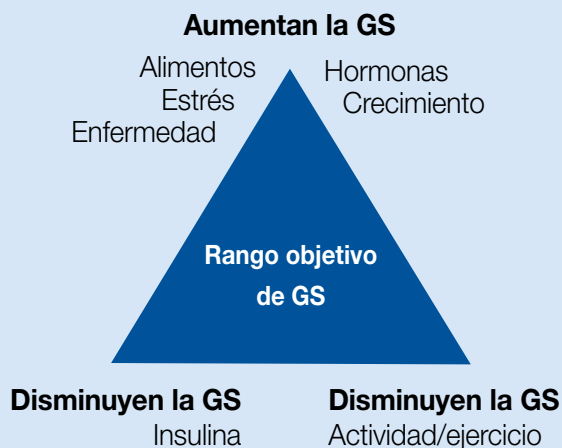 Aumentan la GS
Alimentos
Estrés
Enfermedad
Hormonas
Crecimiento
Rango objetivo
de GS
Disminuyen la GS
Insulina
Disminuyen la GS
Actividad/ejercicio